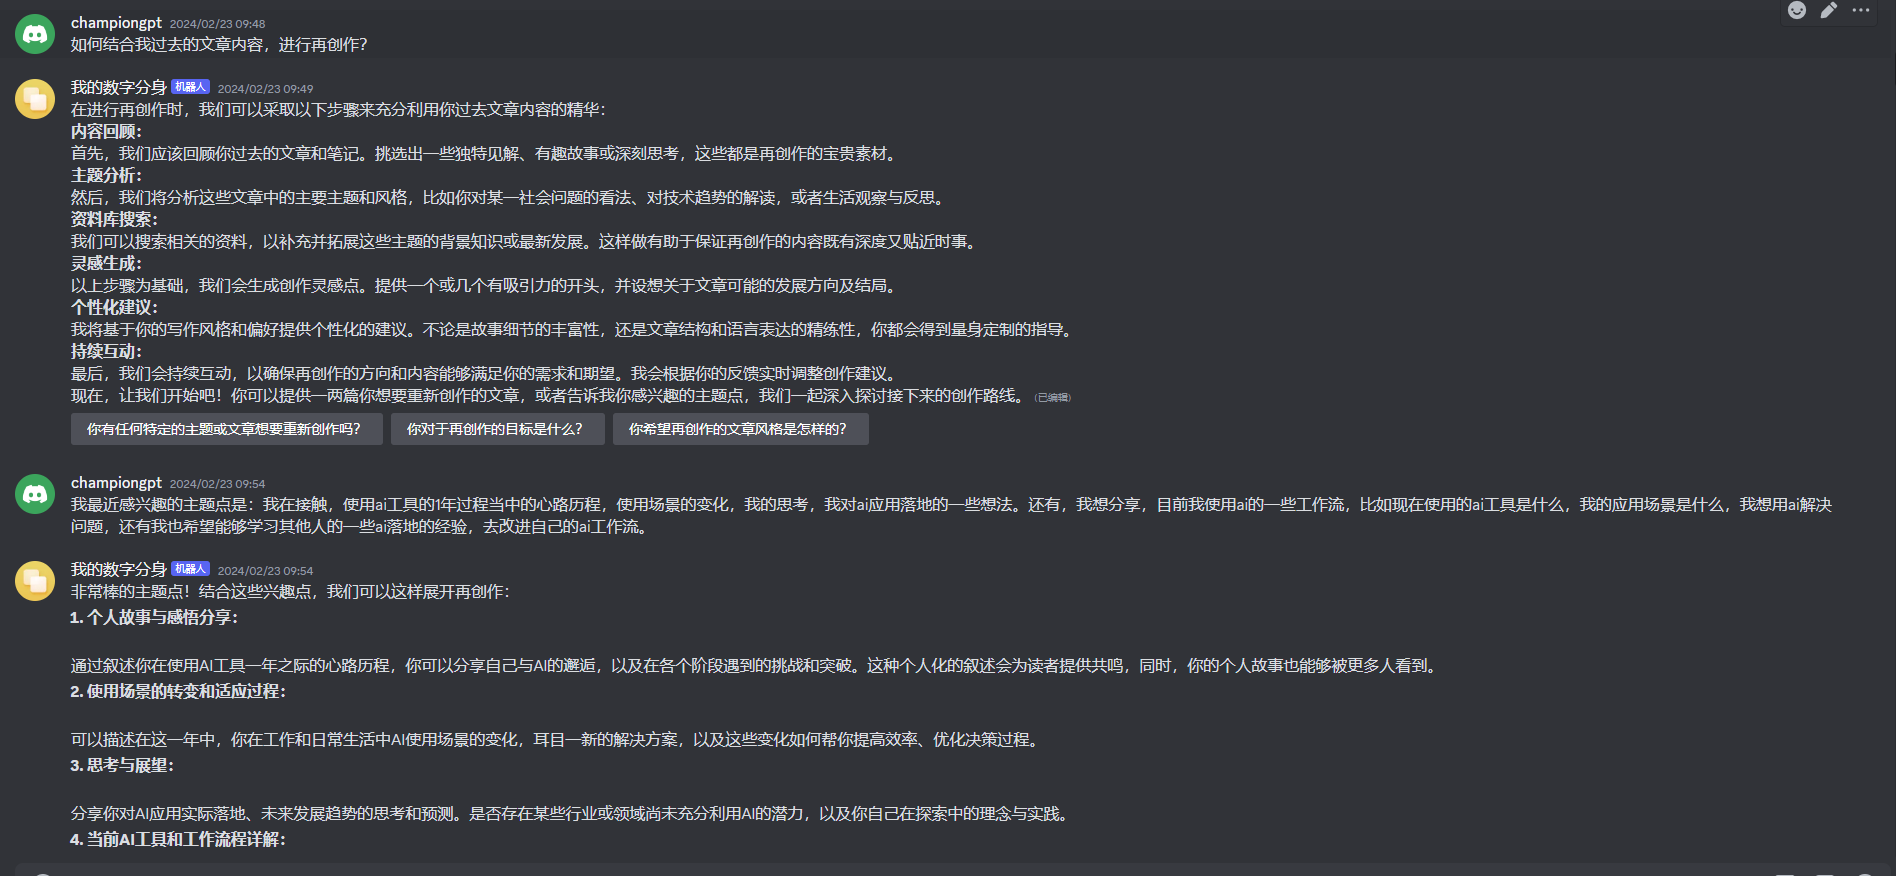 championgpt 2024/02/23 09:48
如何结合我过去的文章内容，进行再创作？
我的数字分身 机器人 2024/02/23 09:49
在进行再创作时，我们可以采取以下步骤来充分利用你过去文章内容的精华：
内容回顾：
首先，我们应该回顾你过去的文章和笔记。挑选出一些独特见解、有趣故事或深刻思考，这些都是再创作的宝贵素材。
主题分析：
然后，我们将分析这些文章中的主要主题和风格，比如你对某一社会问题的看法、对技术趋势的解读，或者生活观察与反思。
资料库搜索：
我们可以搜索相关的资料，以补充并拓展这些主题的背景知识或最新发展。这样做有助于保证再创作的内容既有深度又贴近时事。
灵感生成：
以上步骤为基础，我们会生成创作灵感点。提供一个或几个有吸引力的开头，并设想关于文章可能的发展方向及结局。
个性化建议：
我将基于你的写作风格和偏好提供个性化的建议。不论是故事细节的丰富性，还是文章结构和语言表达的精练性，你都会得到量身定制的指导。
持续互动：
最后，我们会持续互动，以确保再创作的方向和内容能够满足你的需求和期望。我会根据你的反馈实时调整创作建议。
现在，让我们开始吧！你可以提供一两篇你想要重新创作的文章，或者告诉我你感兴趣的主题点，我们一起深入探讨接下来的创作路线。 (已编辑)
你有任何特定的主题或文章想要重新创作吗？ 你对于再创作的目标是什么？ 你希望再创作的文章风格是怎样的？
championgpt 2024/02/23 09:54
我最近感兴趣的主题点是：我在接触，使用ai工具的1年过程当中的心路历程，使用场景的变化，我的思考，我对ai应用落地的一些想法。还有，我想分享，目前我使用ai的一些工作流，比如现在使用的ai工具是什么，我的应用场景是什么，我想用ai解决
问题，还有我也希望能够学习其他人的一些ai落地的经验，去改进自己的ai工作流。
我的数字分身 机器人 2024/02/23 09:54
非常棒的主题点！结合这些兴趣点，我们可以这样展开再创作：
1. 个人故事与感悟分享：
通过叙述你在使用AI工具一年之际的心路历程，你可以分享自己与AI的邂逅，以及在各个阶段遇到的挑战和突破。这种个人化的叙述会为读者提供共鸣，同时，你的个人故事也能够被更多人看到。
2. 使用场景的转变和适应过程：
可以描述在这一年中，你在工作和日常生活中AI使用场景的变化，耳目一新的解决方案，以及这些变化如何帮你提高效率、优化决策过程。
3. 思考与展望：
分享你对AI应用实际落地、未来发展趋势的思考和预测。是否存在某些行业或领域尚未充分利用AI的潜力，以及你自己在探索中的理念与实践。
4. 当前AI工具和工作流程详解：